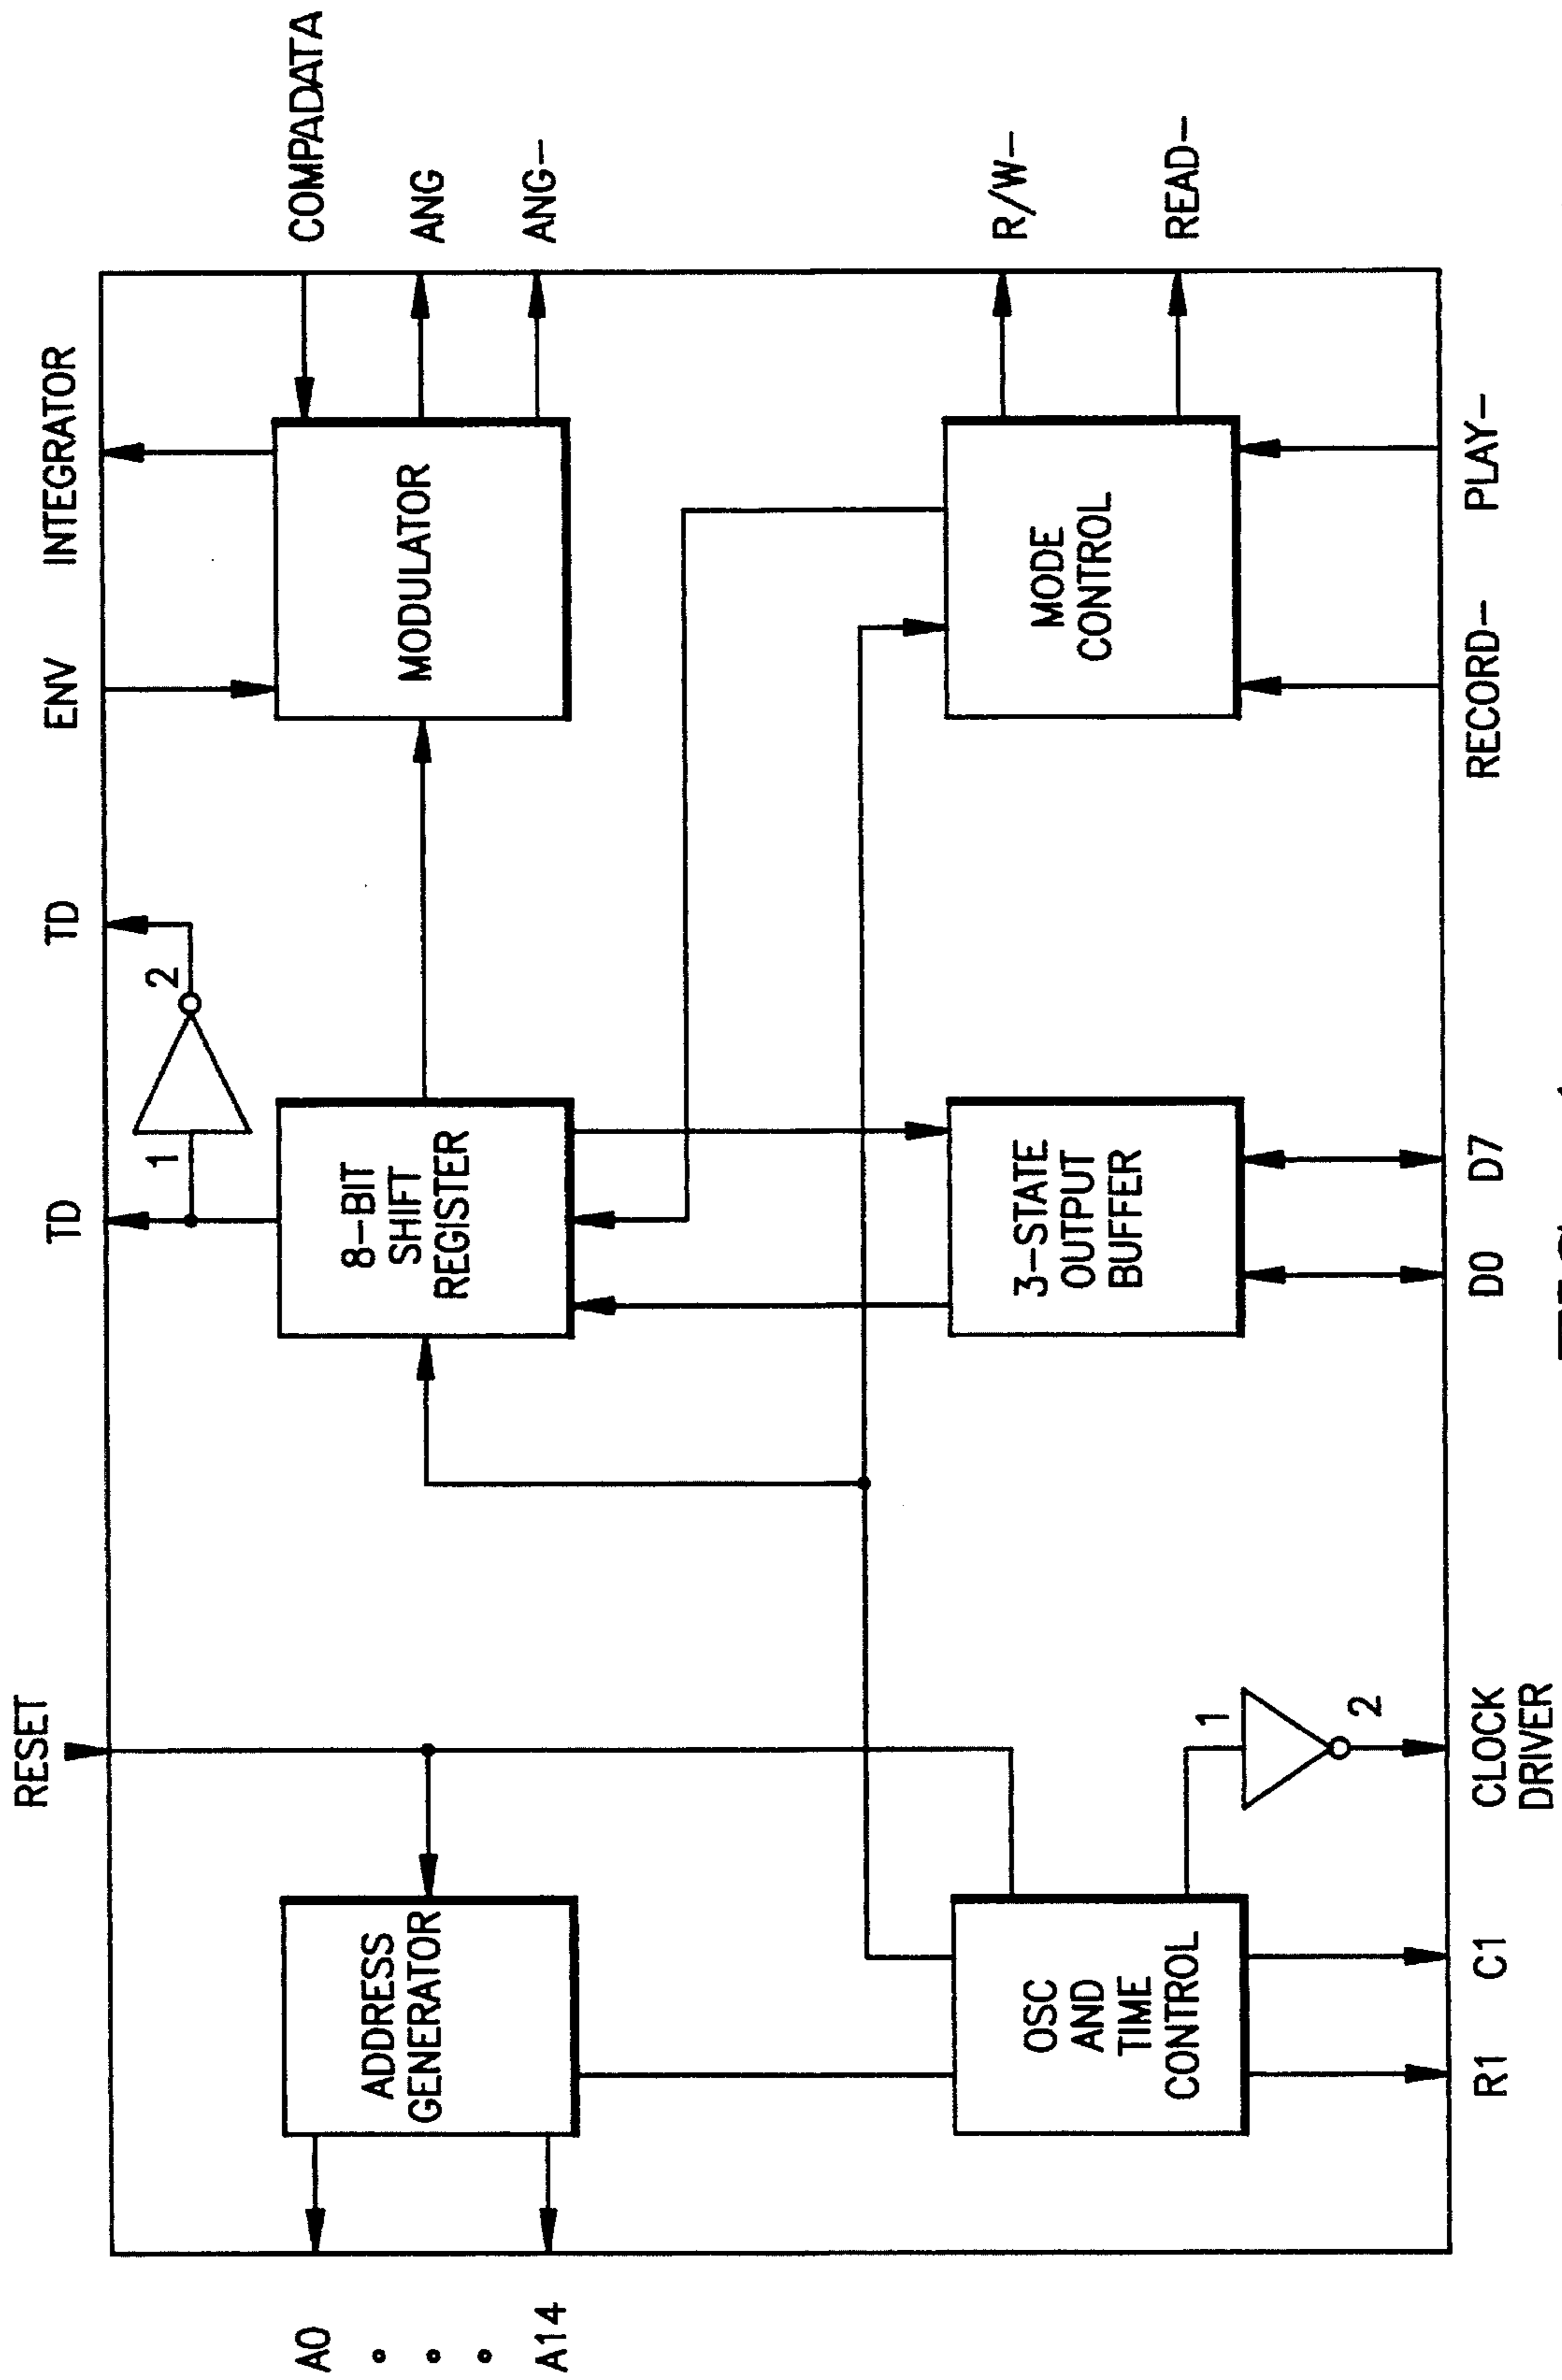 RESET
TD
TD
ENV
INTEGRATOR
1
2
A0
A14
ADDRESS
GENERATOR
8-BIT
SHIFT
REGISTER
MODULATOR
COMPADATA
ANG
ANG-
OSC
AND
TIME
CONTROL
1
2
3-STATE
OUTPUT
BUFFER
MODE
CONTROL
R/W-
READ-
R1
C1
CLOCK
DRIVER
D0
D7
RECORD-
PLAY-